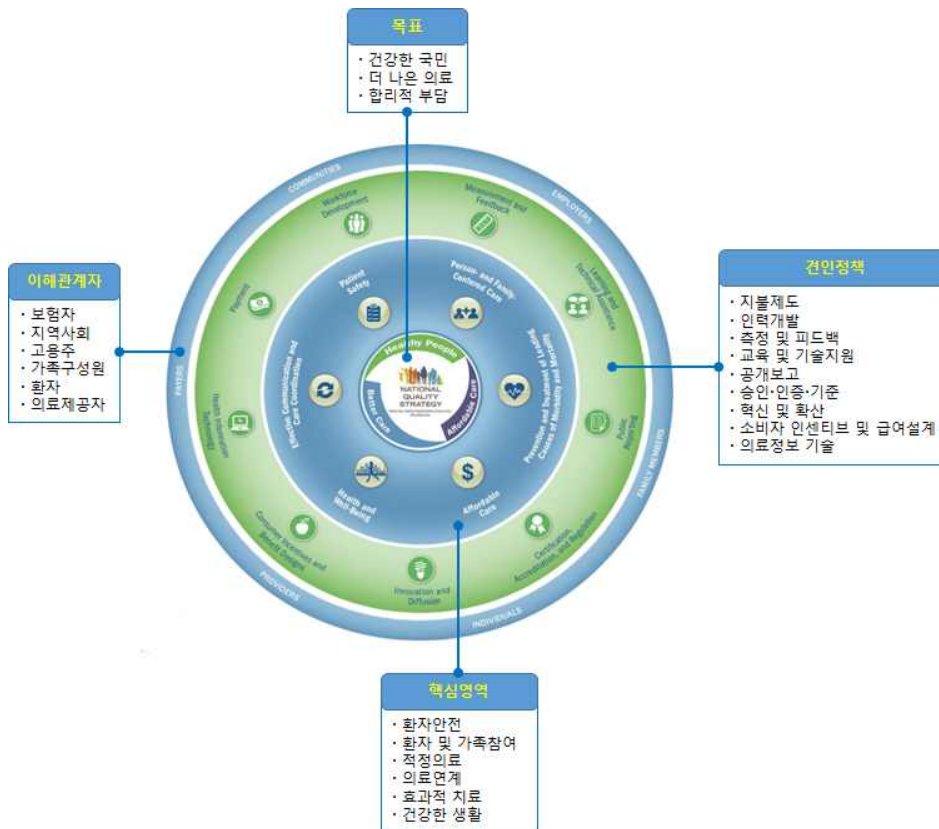 목표
· 건강한 국민
· 더 나은 의료
· 합리적 부담
이해관계자
· 보험자
· 지역사회
· 고용주
· 가족구성원
· 환자
· 의료제공자
COMMUNITIES
EMPLOYERS
FAMILY MEMBERS
INDIVIDUALS
PROVIDERS
PAYERS
Workforce
Development
Measurement and
Feedback
Learning and
Technical Assistance
Public
Reporting
Certification,
Accreditation, and Regulation
Innovation and
Diffusion
Consumer Incentives and
Benefit Designs
Health Information
Technology
Payment
Patient
Safety
Person- and Family-
Centered Care
Prevention and Treatment of Leading
Causes of Morbidity and Mortality
Affordable
Care
Health and
Well-Being
Effective Communication and
Care Coordination
Healthy People
Affordable Care
Better Care
NATIONAL
QUALITY
STRATEGY
견인정책
· 지불제도
· 인력개발
· 측정 및 피드백
· 교육 및 기술지원
· 공개보고
· 승인·인증·기준
· 혁신 및 확산
· 소비자 인센티브 및 급여설계
· 의료정보 기술
핵심영역
· 환자안전
· 환자 및 가족참여
· 적정의료
· 의료연계
· 효과적 치료
· 건강한 생활